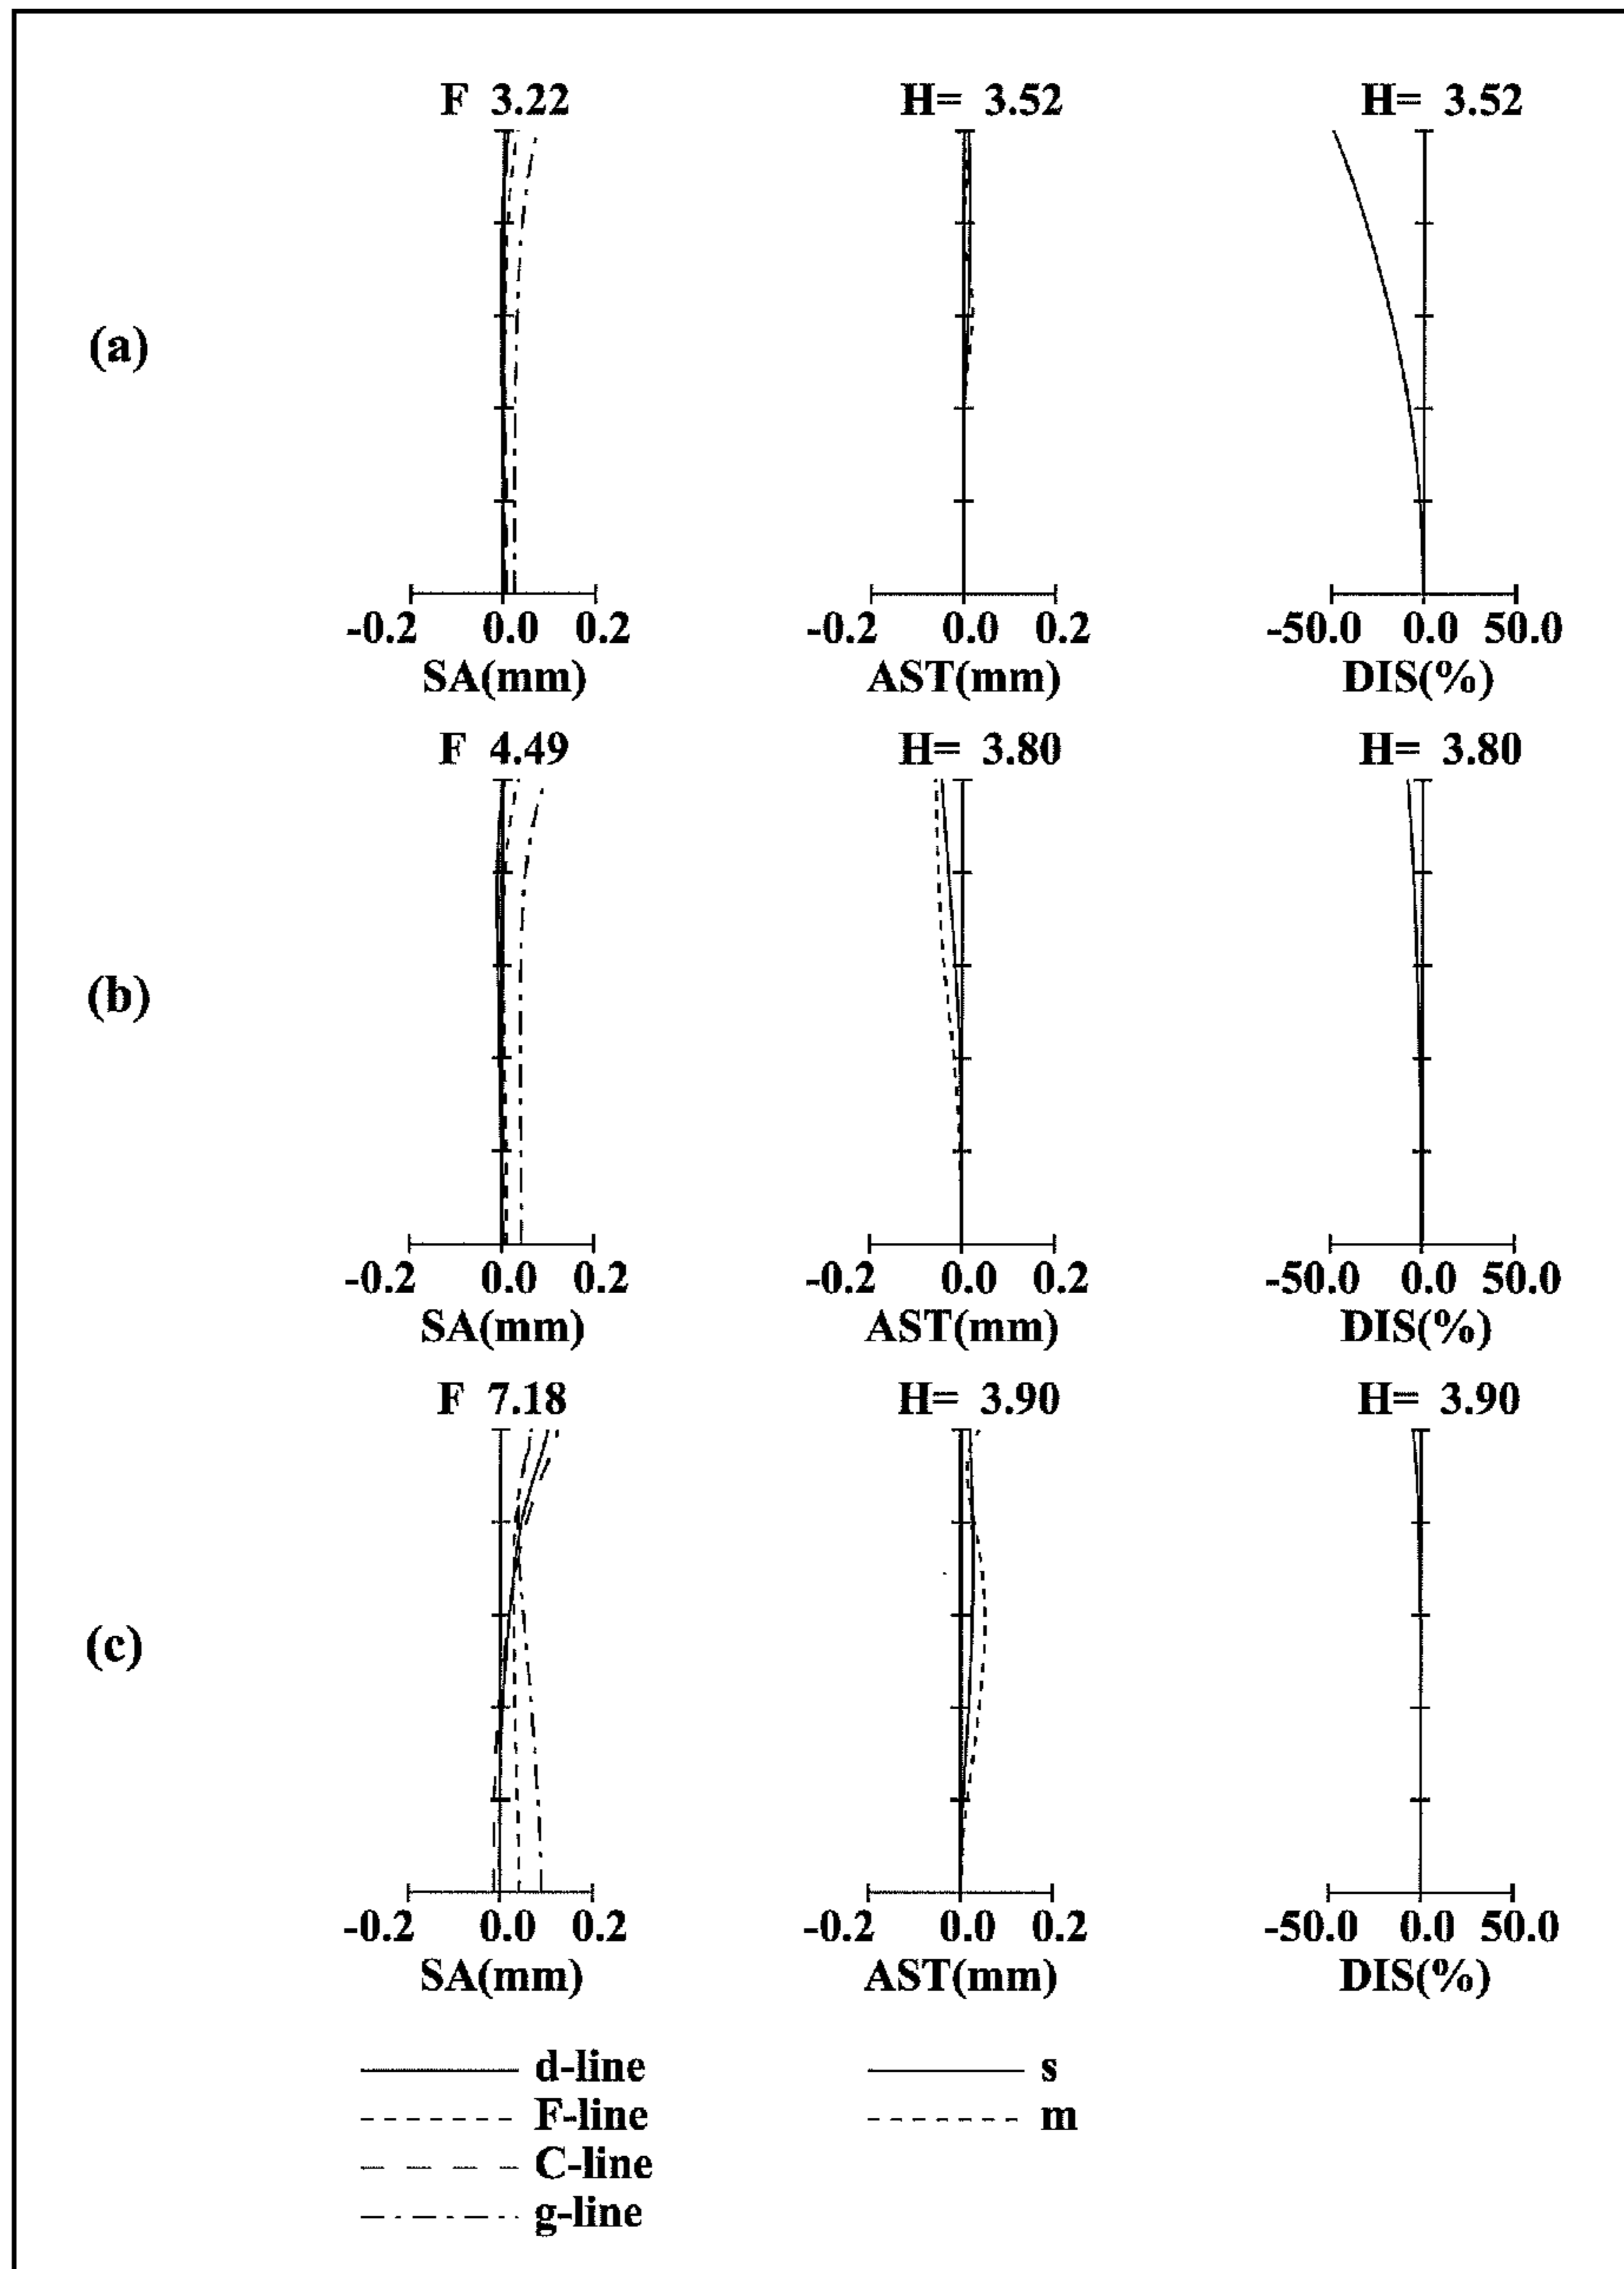 F 3.22 H= 3.52 H= 3.52
(a)
-0.2 0.0 0.2 -0.2 0.0 0.2 -50.0 0.0 50.0
SA(mm) AST(mm) DIS(%)
F 4.49 H= 3.80 H= 3.80
(b)
-0.2 0.0 0.2 -0.2 0.0 0.2 -50.0 0.0 50.0
SA(mm) AST(mm) DIS(%)
F 7.18 H= 3.90 H= 3.90
(c)
-0.2 0.0 0.2 -0.2 0.0 0.2 -50.0 0.0 50.0
SA(mm) AST(mm) DIS(%)
d-line s
F-line m
C-line
g-line